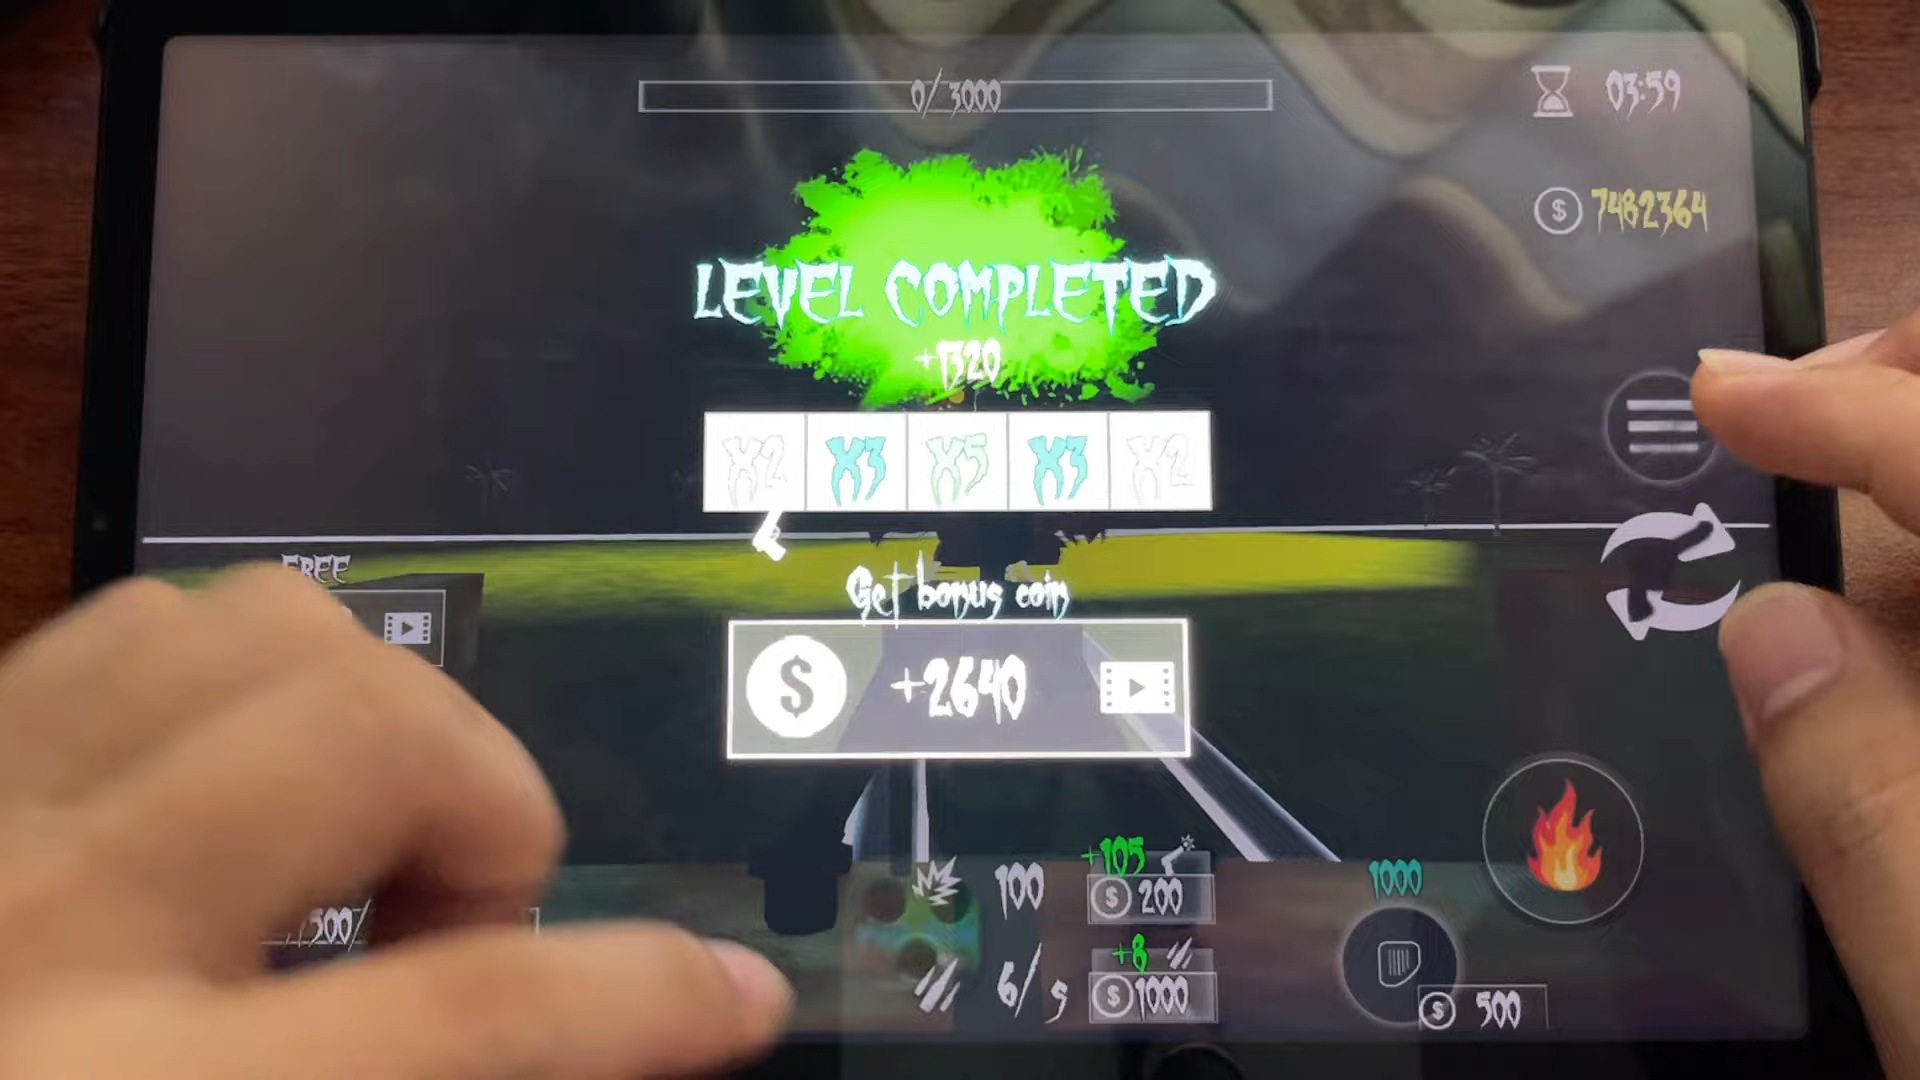 0/3000
03:59
$ 7482364
LEVEL COMPLETED
+1320
X2 X3 X5 X3 X2
FREE
Get bonus coin
$ +2640
+105
100
$ 200
1000
500/
+8
6/s
$ 1000
$ 500